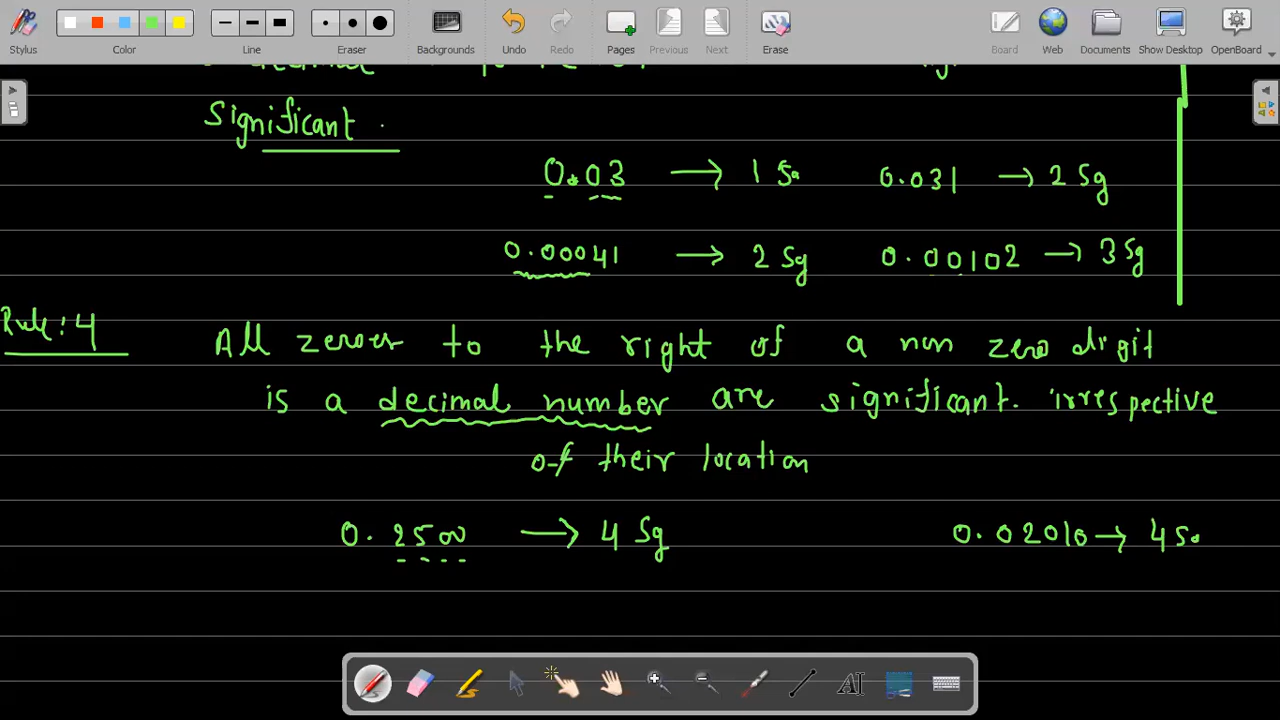 Stylus Color Line Eraser Backgrounds Undo Redo Pages Previous Next Erase Board Web Documents Show Desktop OpenBoard
Significant .
0.03 → 1 Sg 0.031 → 2 Sg
0.00041 → 2 Sg 0.00102 → 3 Sg
Rule:4 All zeroes to the right of a non zero digit
is a decimal number are significant. irrespective
of their location
0.2500 → 4 Sg 0.02010 → 4 S
AI